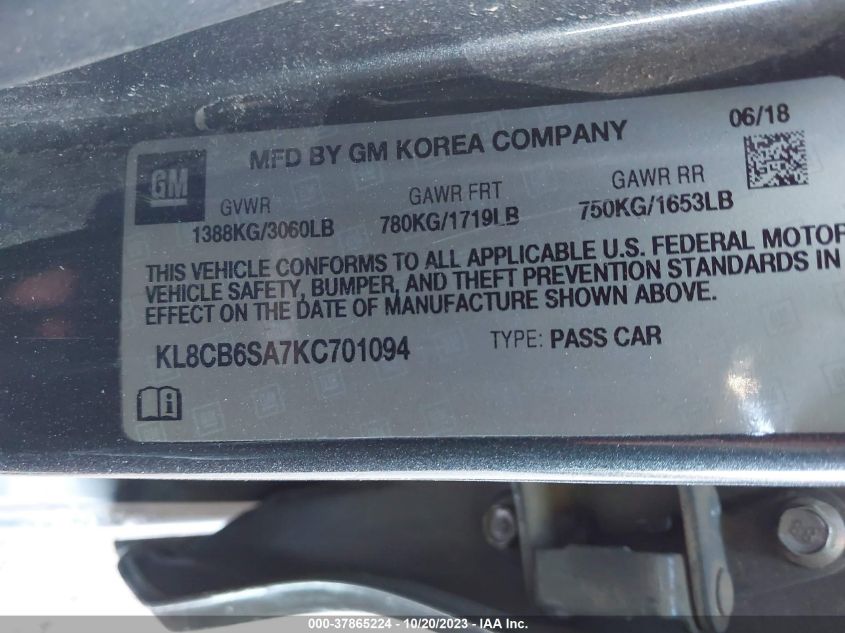 MFD BY GM KOREA COMPANY
06/18
GM
GVWR
GAWR FRT
GAWR RR
1388KG/3060LB
780KG/1719LB
750KG/1653LB
THIS VEHICLE CONFORMS TO ALL APPLICABLE U.S. FEDERAL MOTOR
VEHICLE SAFETY, BUMPER, AND THEFT PREVENTION STANDARDS IN
EFFECT ON THE DATE OF MANUFACTURE SHOWN ABOVE.
KL8CB6SA7KC701094
TYPE: PASS CAR
000-37865224 - 10/20/2023 - IAA Inc.